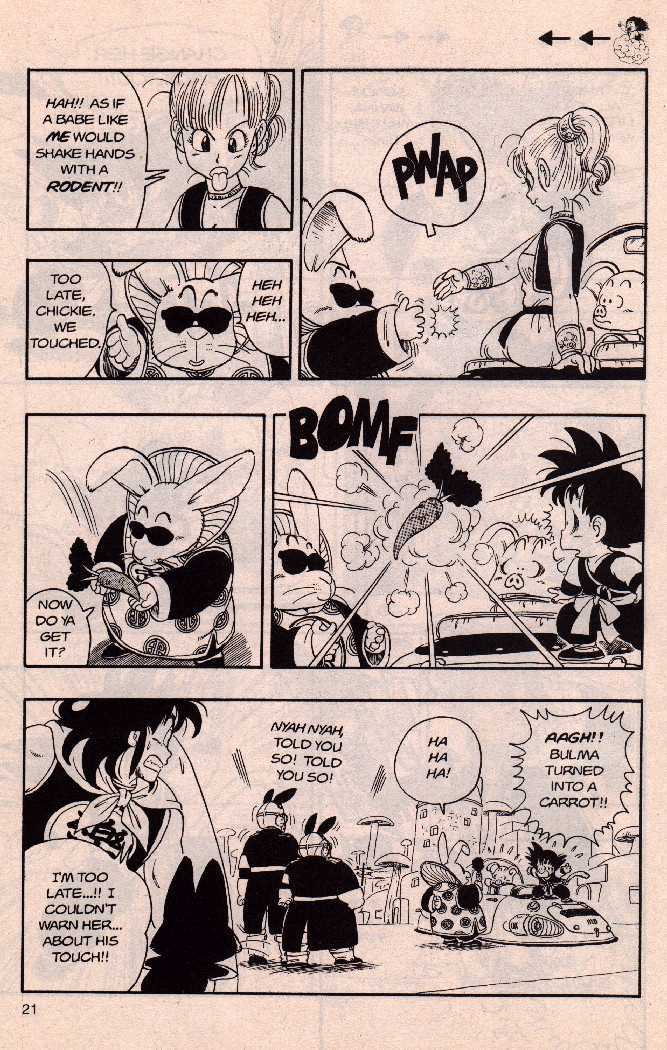 PWAP
HAH!! AS IF
A BABE LIKE
ME WOULD
SHAKE HANDS
WITH A
RODENT!!
HEH
HEH
HEH...
TOO
LATE,
CHICKIE.
WE
TOUCHED.
BOMF
NOW
DO YA
GET
IT?
AAGH!!
BULMA
TURNED
INTO A
CARROT!!
HA
HA
HA!
NYAH NYAH,
TOLD YOU
SO! TOLD
YOU SO!
I'M TOO
LATE...!! I
COULDN'T
WARN HER...
ABOUT HIS
TOUCH!!
21